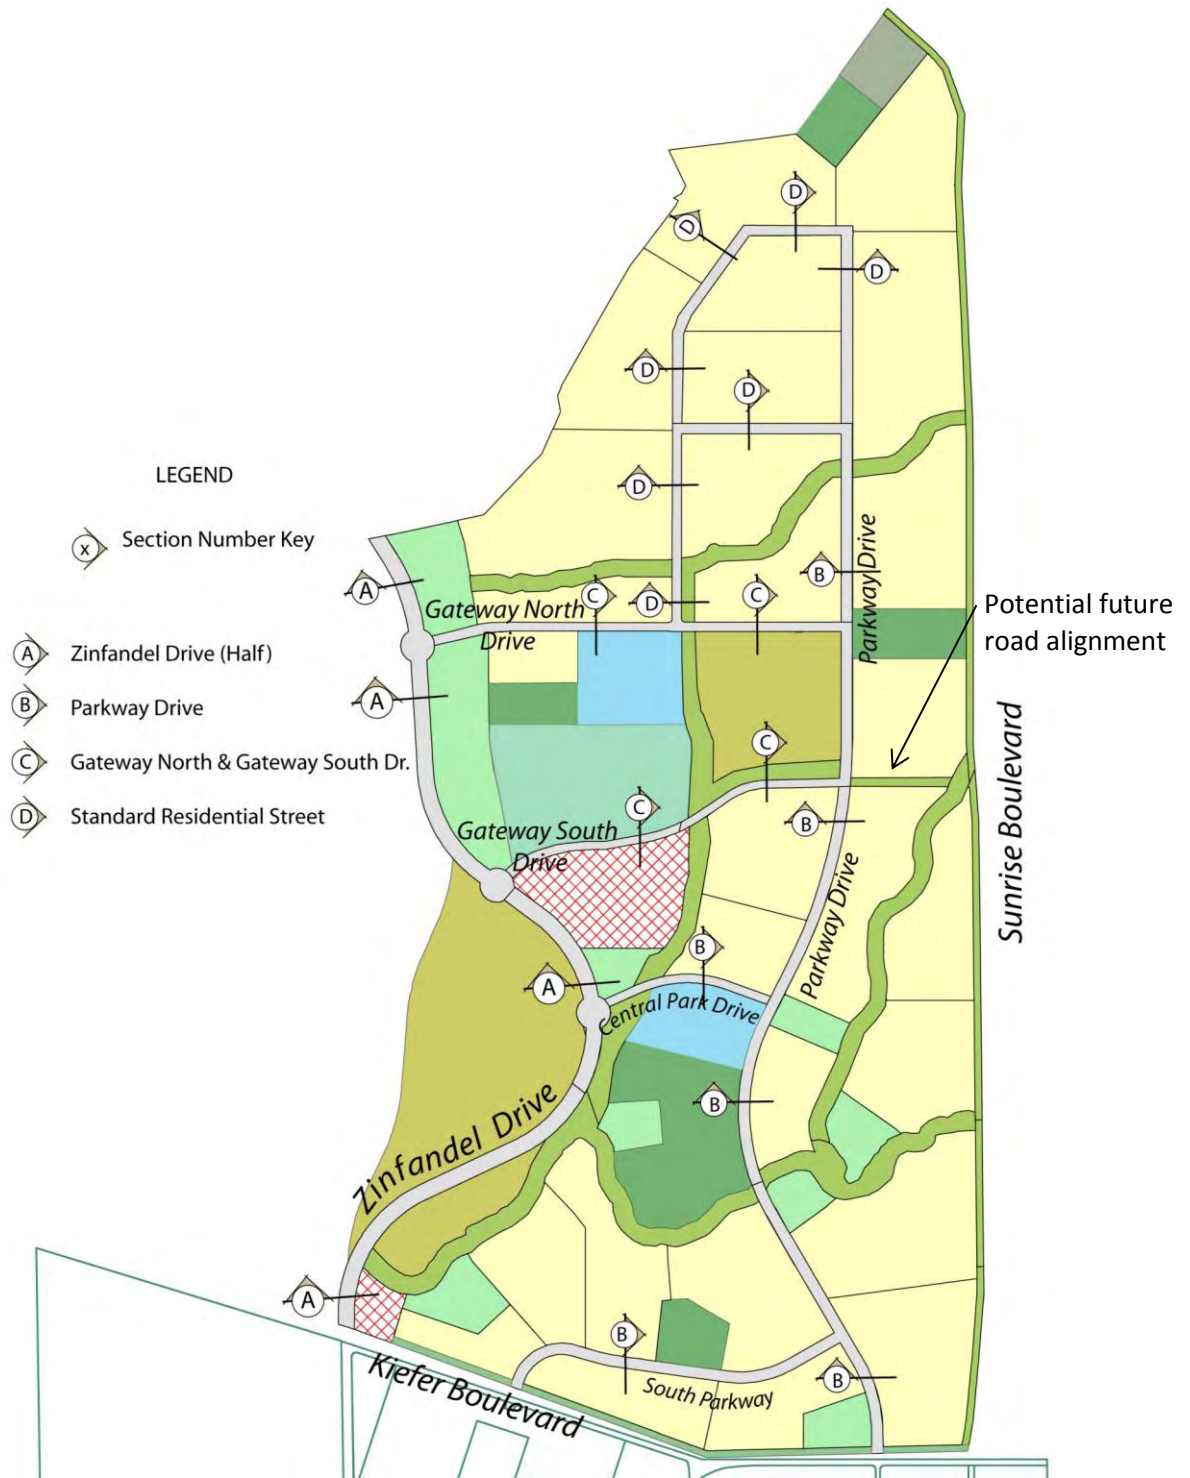 D
D
D
D
D
LEGEND
D
x Section Number Key
Parkway Drive
B
A
C
D
C
Gateway North
Drive
Potential future
road alignment
A Zinfandel Drive (Half)
A
B Parkway Drive
C
C Gateway North & Gateway South Dr.
Sunrise Boulevard
D Standard Residential Street
C
B
Gateway South
Drive
Parkway Drive
B
A
Central Park Drive
B
Zinfandel Drive
A
B
Kiefer Boulevard
South Parkway
B